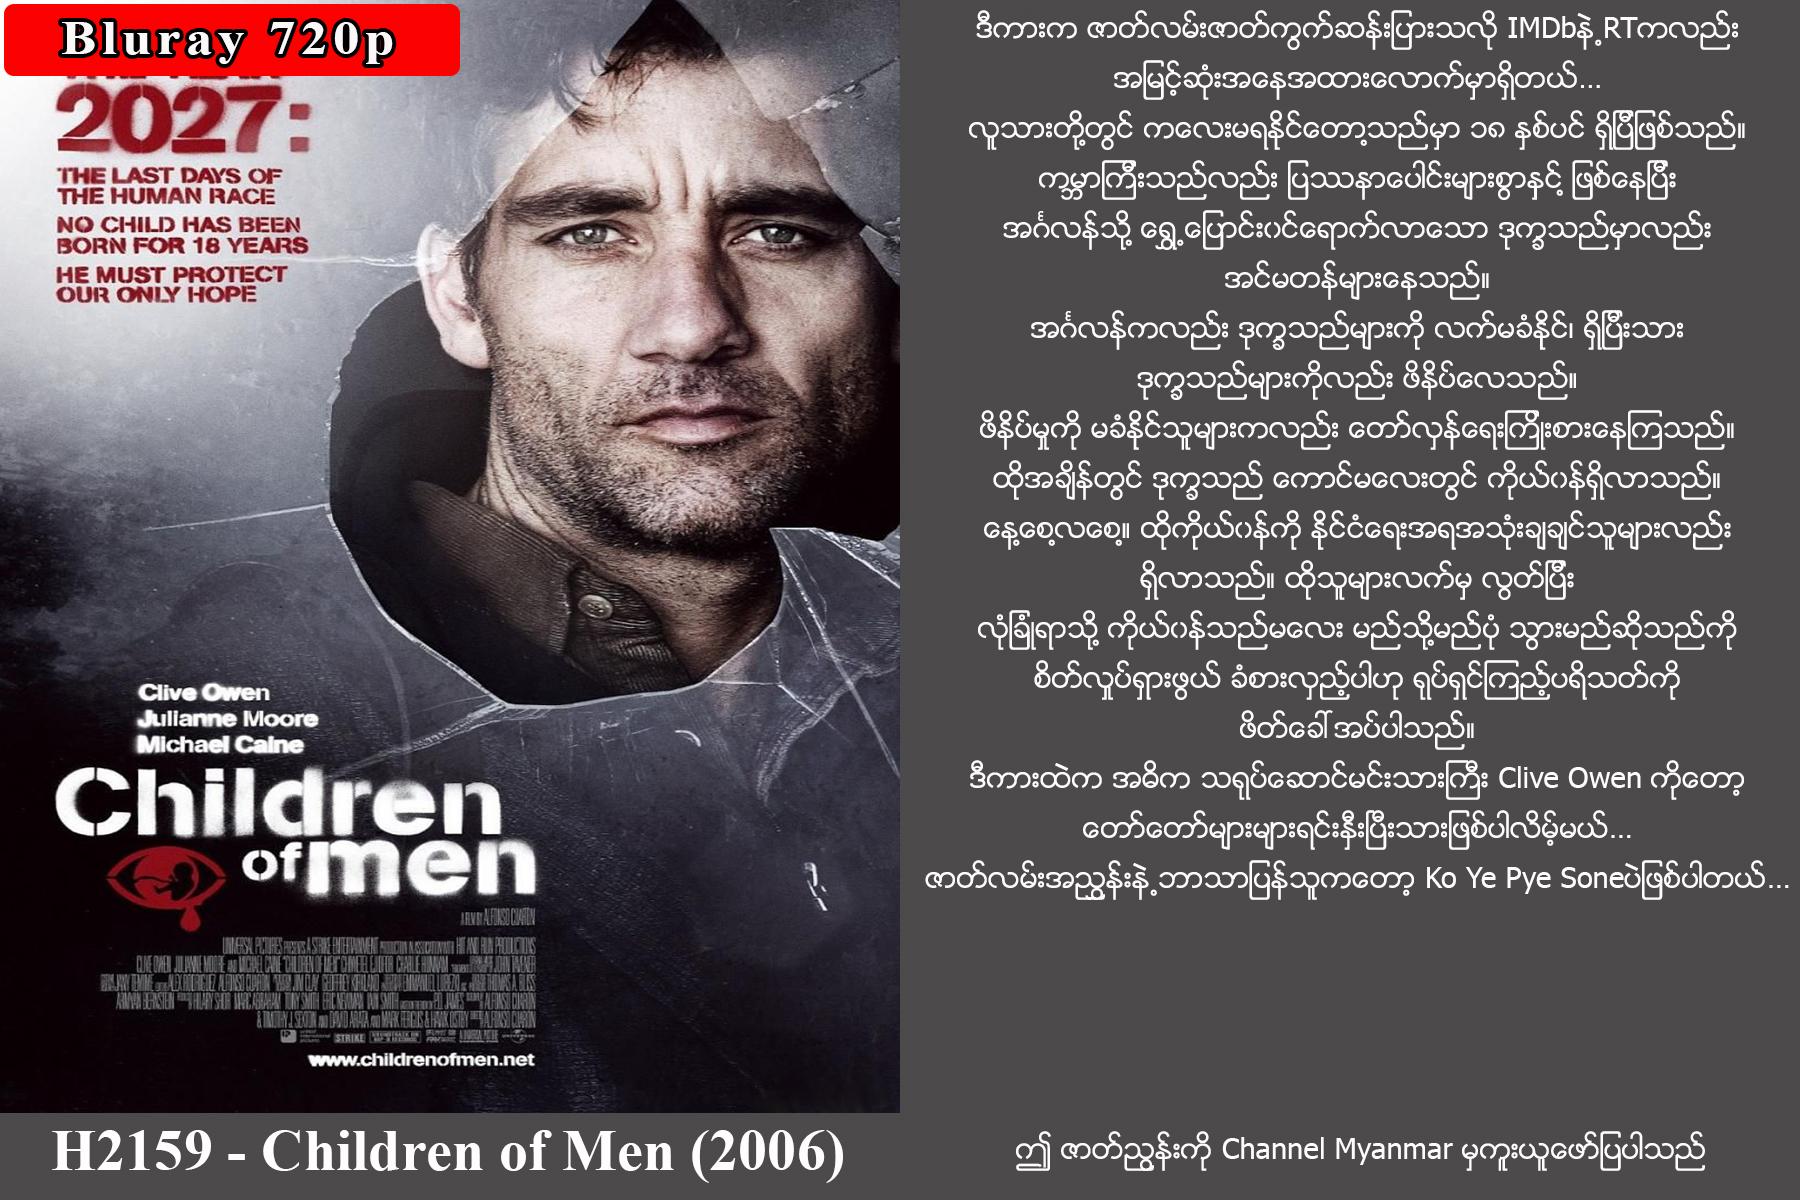 Bluray 720p
2027:
THE LAST DAYS OF
THE HUMAN RACE
NO CHILD HAS BEEN
BORN FOR 18 YEARS
HE MUST PROTECT
OUR ONLY HOPE
Clive Owen
Julianne Moore
Michael Caine
Children
of men
A FILM BY ALFONSO CUARÓN
www.childrenofmen.net
H2159 - Children of Men (2006)
ဒီကားက ဇာတ်လမ်းဇာတ်ကွက်ဆန်းပြားသလို IMDbနဲ့ RTကလည်း
အမြင့်ဆုံးအနေအထားလောက်မှာရှိတယ်...
လူသားတို့တွင် ကလေးမရနိုင်တော့သည်မှာ ၁၈ နှစ်ပင် ရှိပြီဖြစ်သည်။
ကမ္ဘာကြီးသည်လည်း ပြဿနာပေါင်းများစွာနှင့် ဖြစ်နေပြီး
အင်္ဂလန်သို့ ရွှေ့ပြောင်းဝင်ရောက်လာသော ဒုက္ခသည်မှာလည်း
အင်မတန်များနေသည်။
အင်္ဂလန်ကလည်း ဒုက္ခသည်များကို လက်မခံနိုင်၊ ရှိပြီးသား
ဒုက္ခသည်များကိုလည်း ဖိနှိပ်လေသည်။
ဖိနှိပ်မှုကို မခံနိုင်သူများကလည်း တော်လှန်ရေးကြိုးစားနေကြသည်။
ထိုအချိန်တွင် ဒုက္ခသည် ကောင်မလေးတွင် ကိုယ်ဝန်ရှိလာသည်။
နေ့စေ့လစေ့။ ထိုကိုယ်ဝန်ကို နိုင်ငံရေးအရအသုံးချချင်သူများလည်း
ရှိလာသည်။ ထိုသူများလက်မှ လွတ်ပြီး
လုံခြုံရာသို့ ကိုယ်ဝန်သည်မလေး မည်သို့မည်ပုံ သွားမည်ဆိုသည်ကို
စိတ်လှုပ်ရှားဖွယ် ခံစားလှည့်ပါဟု ရုပ်ရှင်ကြည့်ပရိသတ်ကို
ဖိတ်ခေါ်အပ်ပါသည်။
ဒီကားထဲက အဓိက သရုပ်ဆောင်မင်းသားကြီး Clive Owen ကိုတော့
တော်တော်များများရင်းနှီးပြီးသားဖြစ်ပါလိမ့်မယ်...
ဇာတ်လမ်းအညွှန်းနဲ့ ဘာသာပြန်သူကတော့ Ko Ye Pye Soneပဲဖြစ်ပါတယ်...
ဤ ဇာတ်ညွှန်းကို Channel Myanmar မှကူးယူဖော်ပြပါသည်